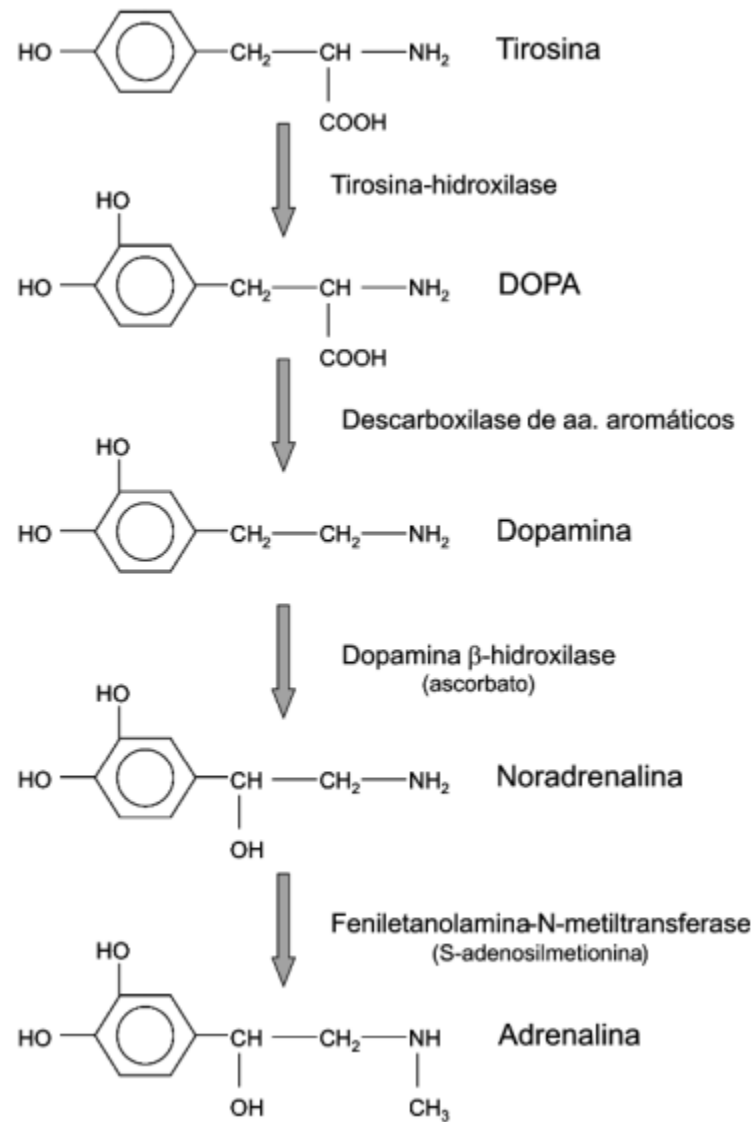 HO CH₂ CH NH₂ Tirosina
COOH
Tirosina-hidroxilase
HO
HO CH₂ CH NH₂ DOPA
COOH
Descarboxilase de aa. aromáticos
HO
HO CH₂ CH₂ NH₂ Dopamina
Dopamina β-hidroxilase
(ascorbato)
HO
HO CH CH₂ NH₂ Noradrenalina
OH
Feniletanolamina-N-metiltransferase
(S-adenosilmetionina)
HO
HO CH CH₂ NH Adrenalina
OH CH₃